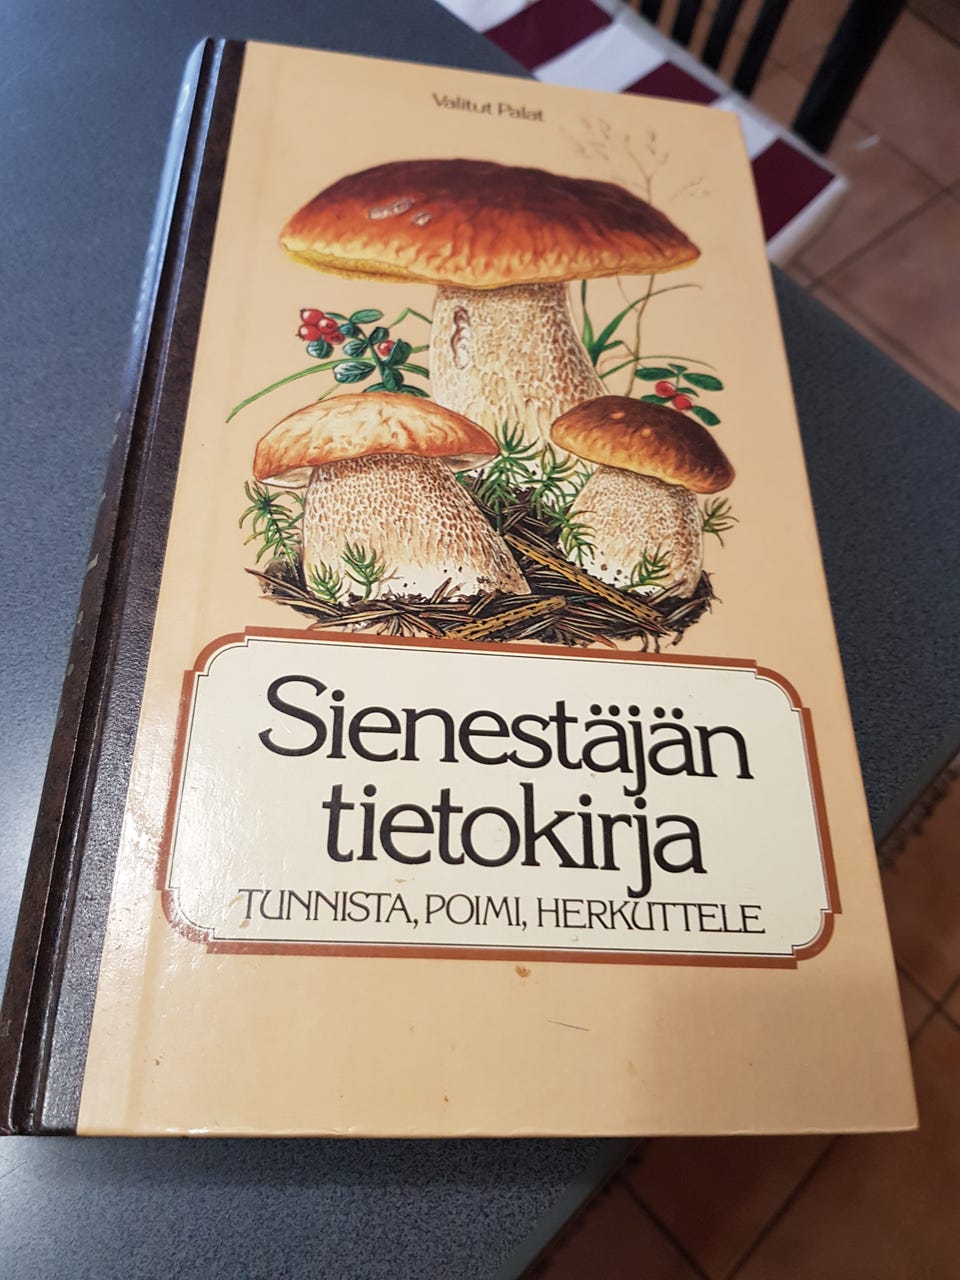 Valitut Palat
Sienestäjän
tietokirja
TUNNISTA, POIMI, HERKUTTELE